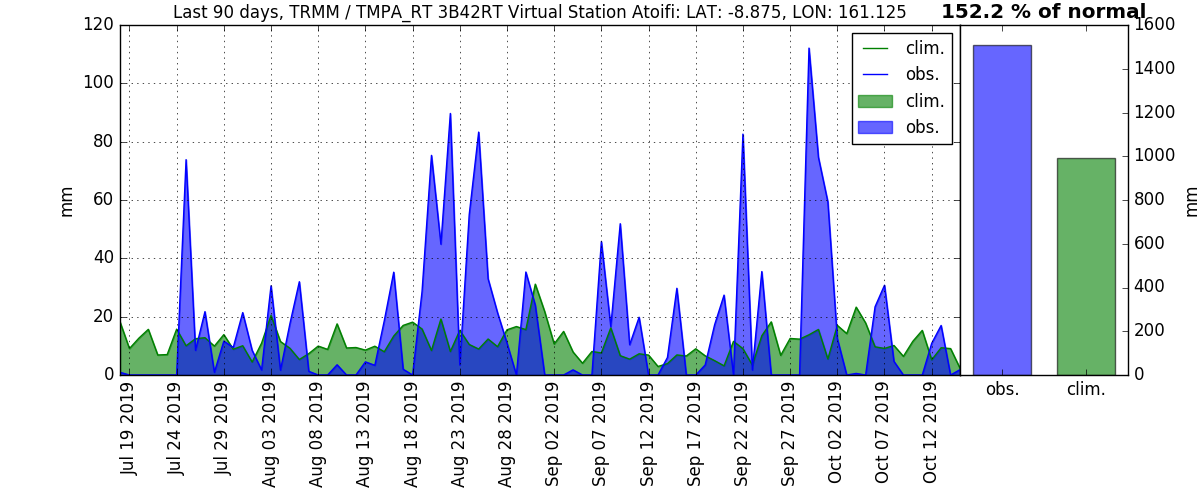 Last 90 days, TRMM / TMPA_RT 3B42RT Virtual Station Atoifi: LAT: -8.875, LON: 161.125
152.2 % of normal
120
100
80
60
40
20
0
mm
clim.
obs.
clim.
obs.
Jul 19 2019
Jul 24 2019
Jul 29 2019
Aug 03 2019
Aug 08 2019
Aug 13 2019
Aug 18 2019
Aug 23 2019
Aug 28 2019
Sep 02 2019
Sep 07 2019
Sep 12 2019
Sep 17 2019
Sep 22 2019
Sep 27 2019
Oct 02 2019
Oct 07 2019
Oct 12 2019
1600
1400
1200
1000
800
600
400
200
0
mm
obs.
clim.